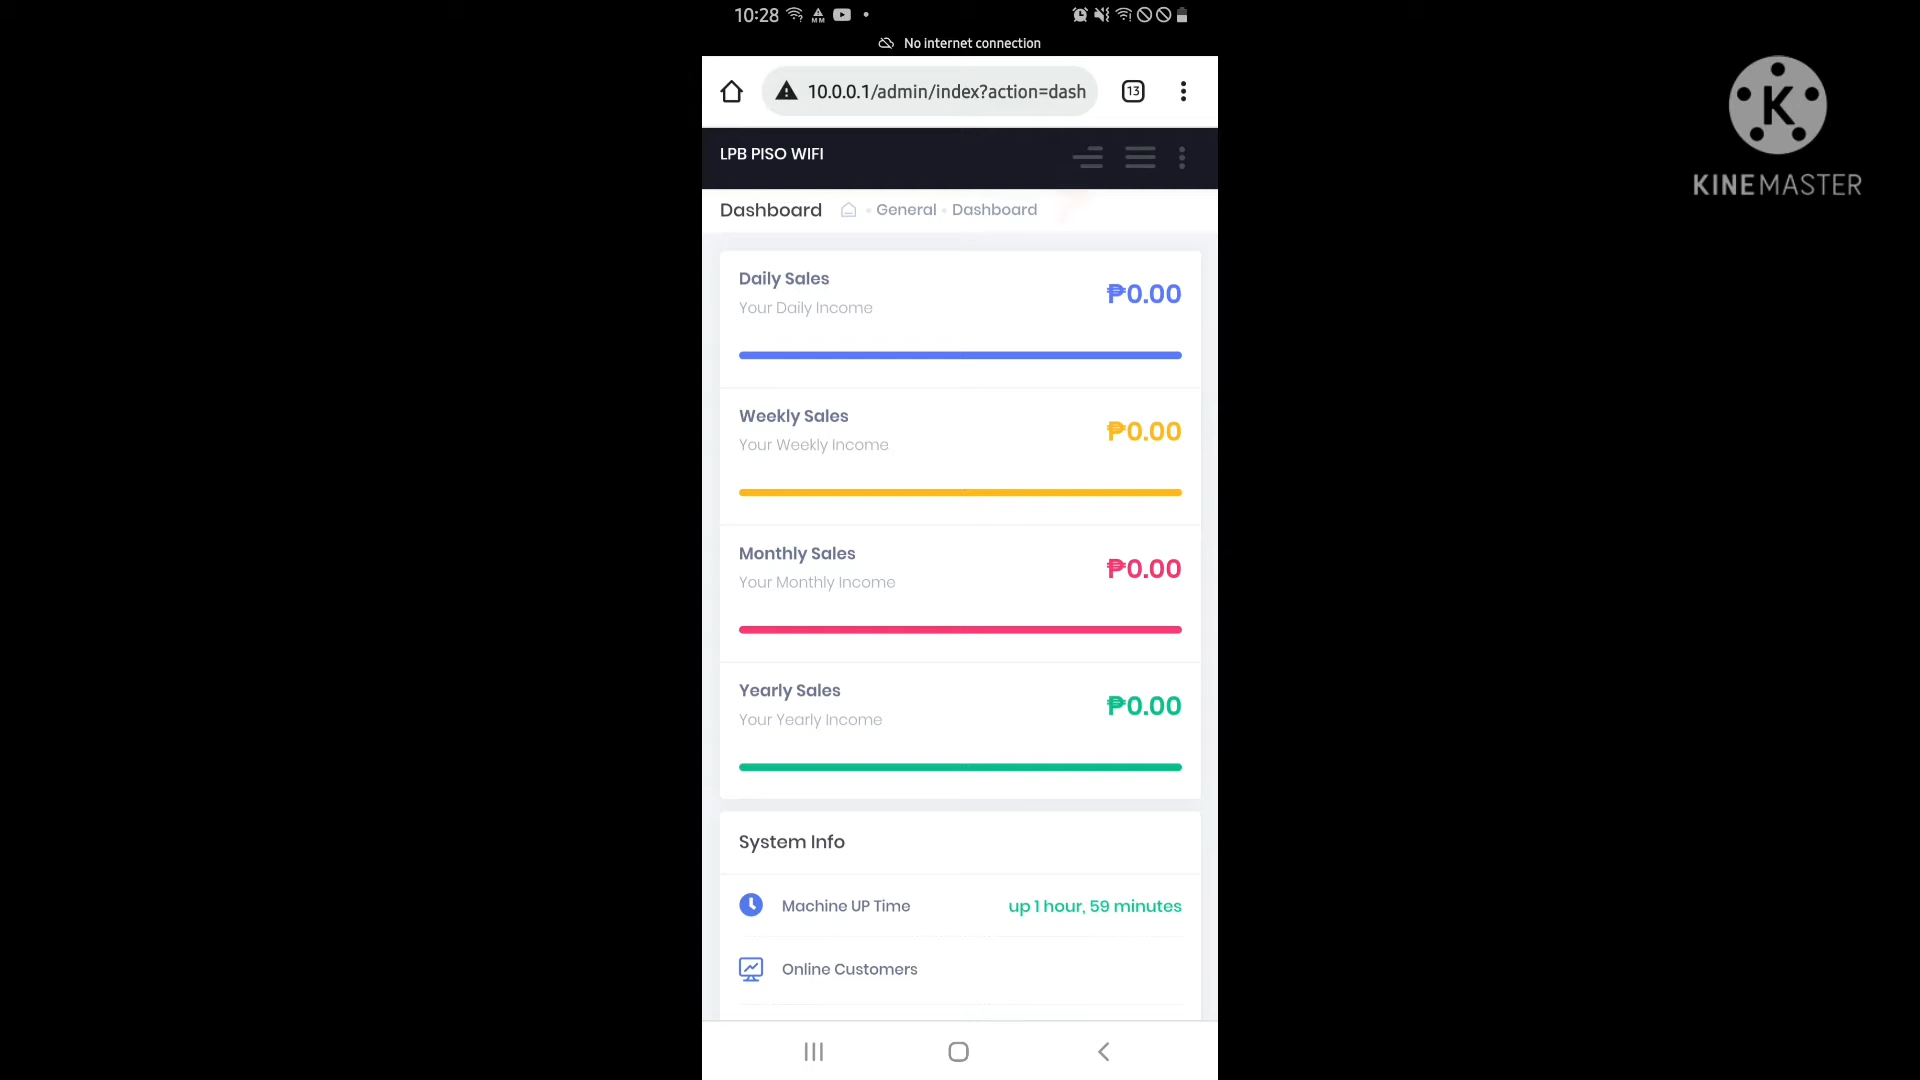 10:28
No internet connection
10.0.0.1/admin/index?action=dash
13
K
KINEMASTER
LPB PISO WIFI
Dashboard General Dashboard
Daily Sales
₱0.00
Your Daily Income
Weekly Sales
₱0.00
Your Weekly Income
Monthly Sales
₱0.00
Your Monthly Income
Yearly Sales
₱0.00
Your Yearly Income
System Info
Machine UP Time up 1 hour, 59 minutes
Online Customers